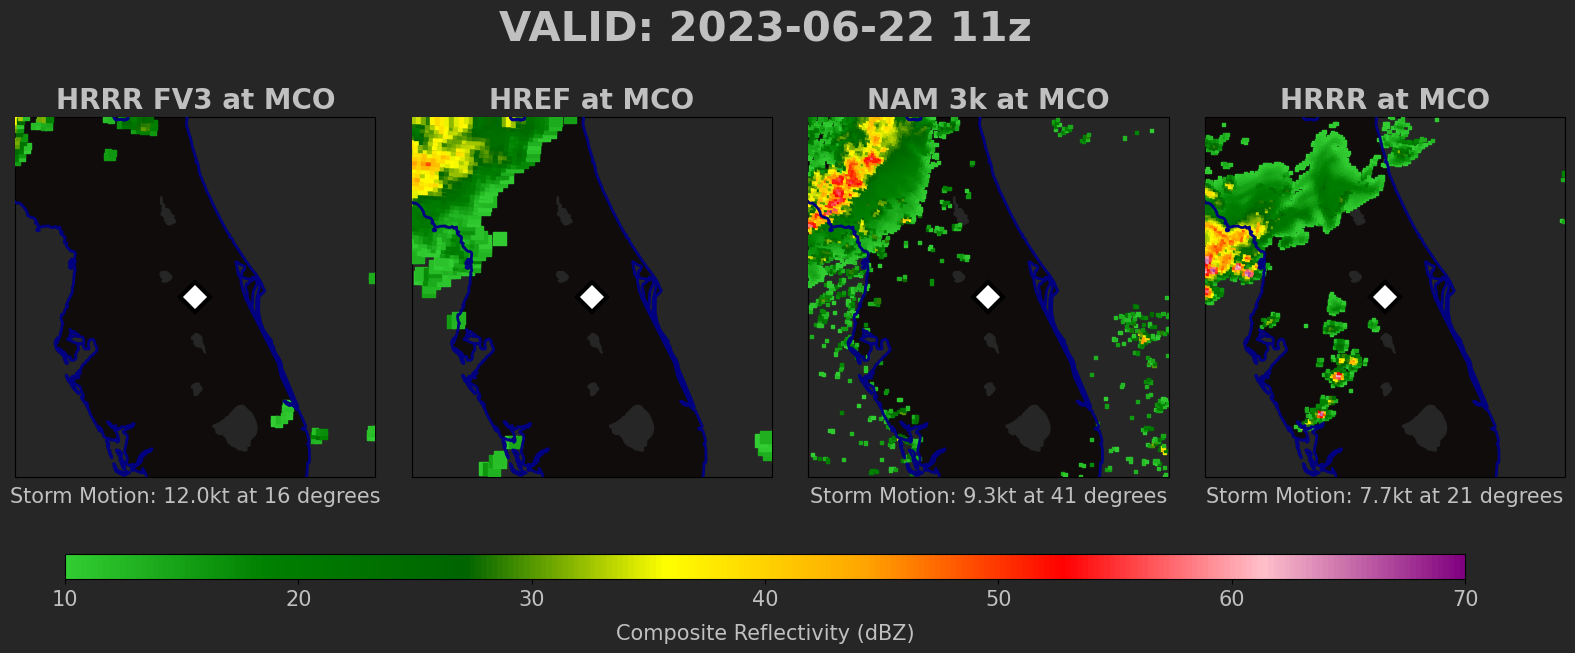 VALID: 2023-06-22 11z
HRRR FV3 at MCO
HREF at MCO
NAM 3k at MCO
HRRR at MCO
Storm Motion: 12.0kt at 16 degrees
Storm Motion: 9.3kt at 41 degrees
Storm Motion: 7.7kt at 21 degrees
10 20 30 40 50 60 70
Composite Reflectivity (dBZ)